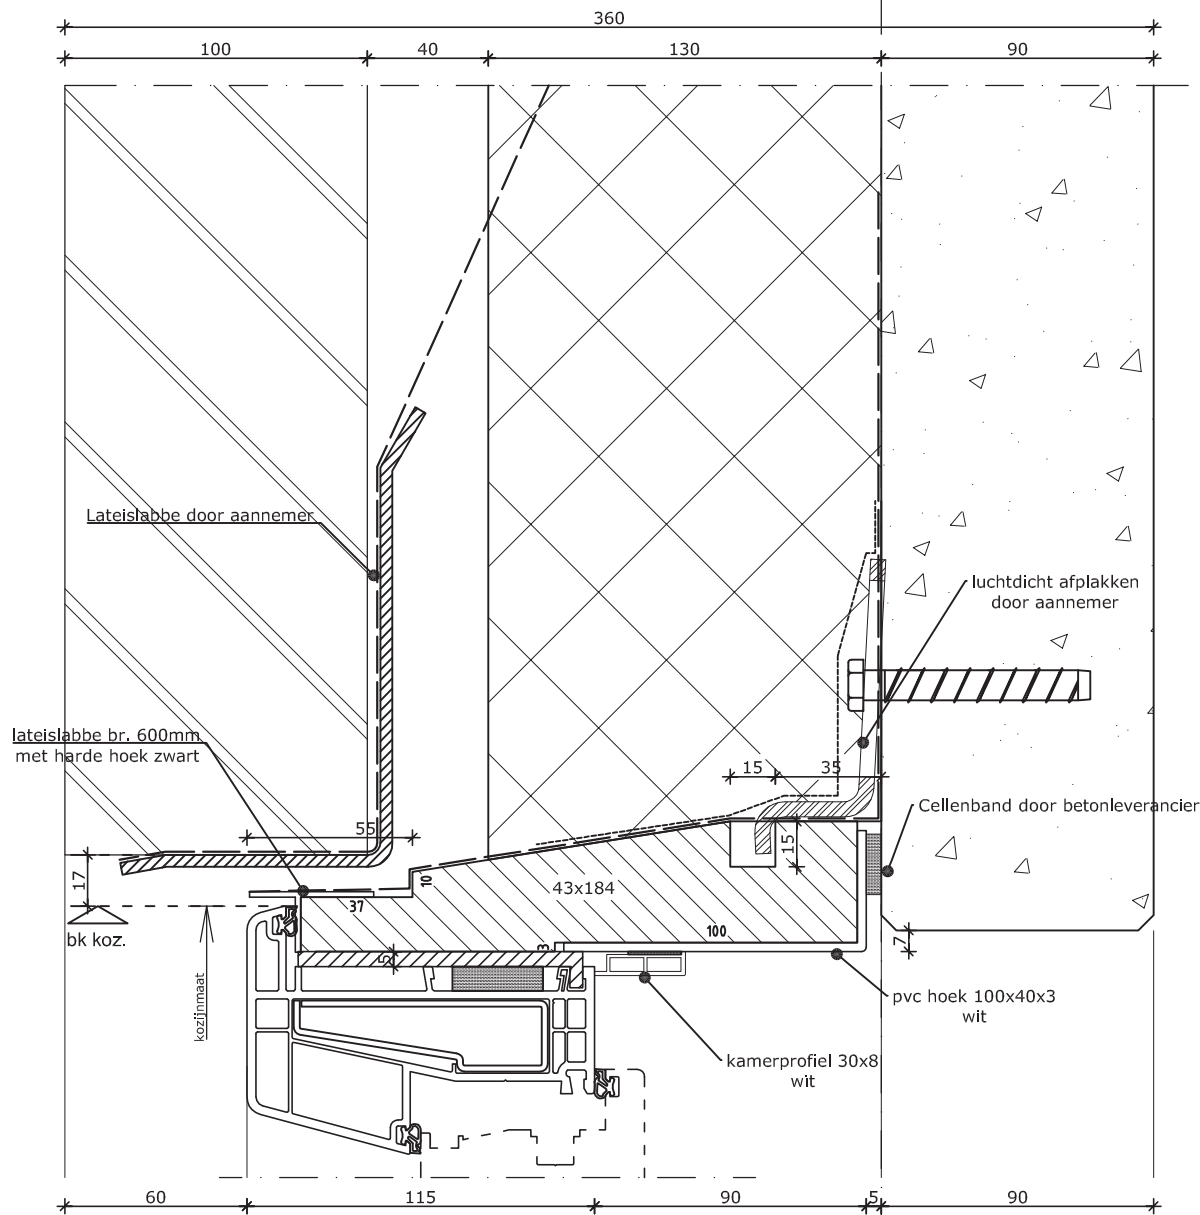 360
100
40
130
90
Lateislabbe door aannemer
luchtdicht afplakken
door aannemer
lateislabbe br. 600mm
met harde hoek zwart
15
35
Cellenband door betonleverancier
55
15
17
10
43x184
37
100
bk koz.
3
5
7
kozijnmaat
pvc hoek 100x40x3
wit
kamerprofiel 30x8
wit
60
115
90
5
90